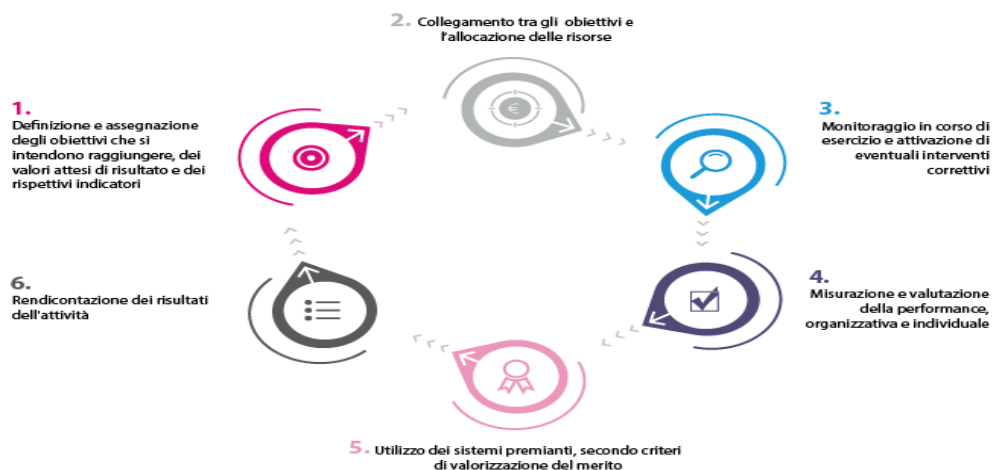 2. Collegamento tra gli obiettivi e
l'allocazione delle risorse
1.
Definizione e assegnazione
degli obiettivi che si
intendono raggiungere, dei
valori attesi di risultato e dei
rispettivi indicatori
3.
Monitoraggio in corso di
esercizio e attivazione di
eventuali interventi
correttivi
€
4.
Misurazione e valutazione
della performance,
organizzativa e individuale
5. Utilizzo dei sistemi premianti, secondo criteri
di valorizzazione del merito
6.
Rendicontazione dei risultati
dell'attività